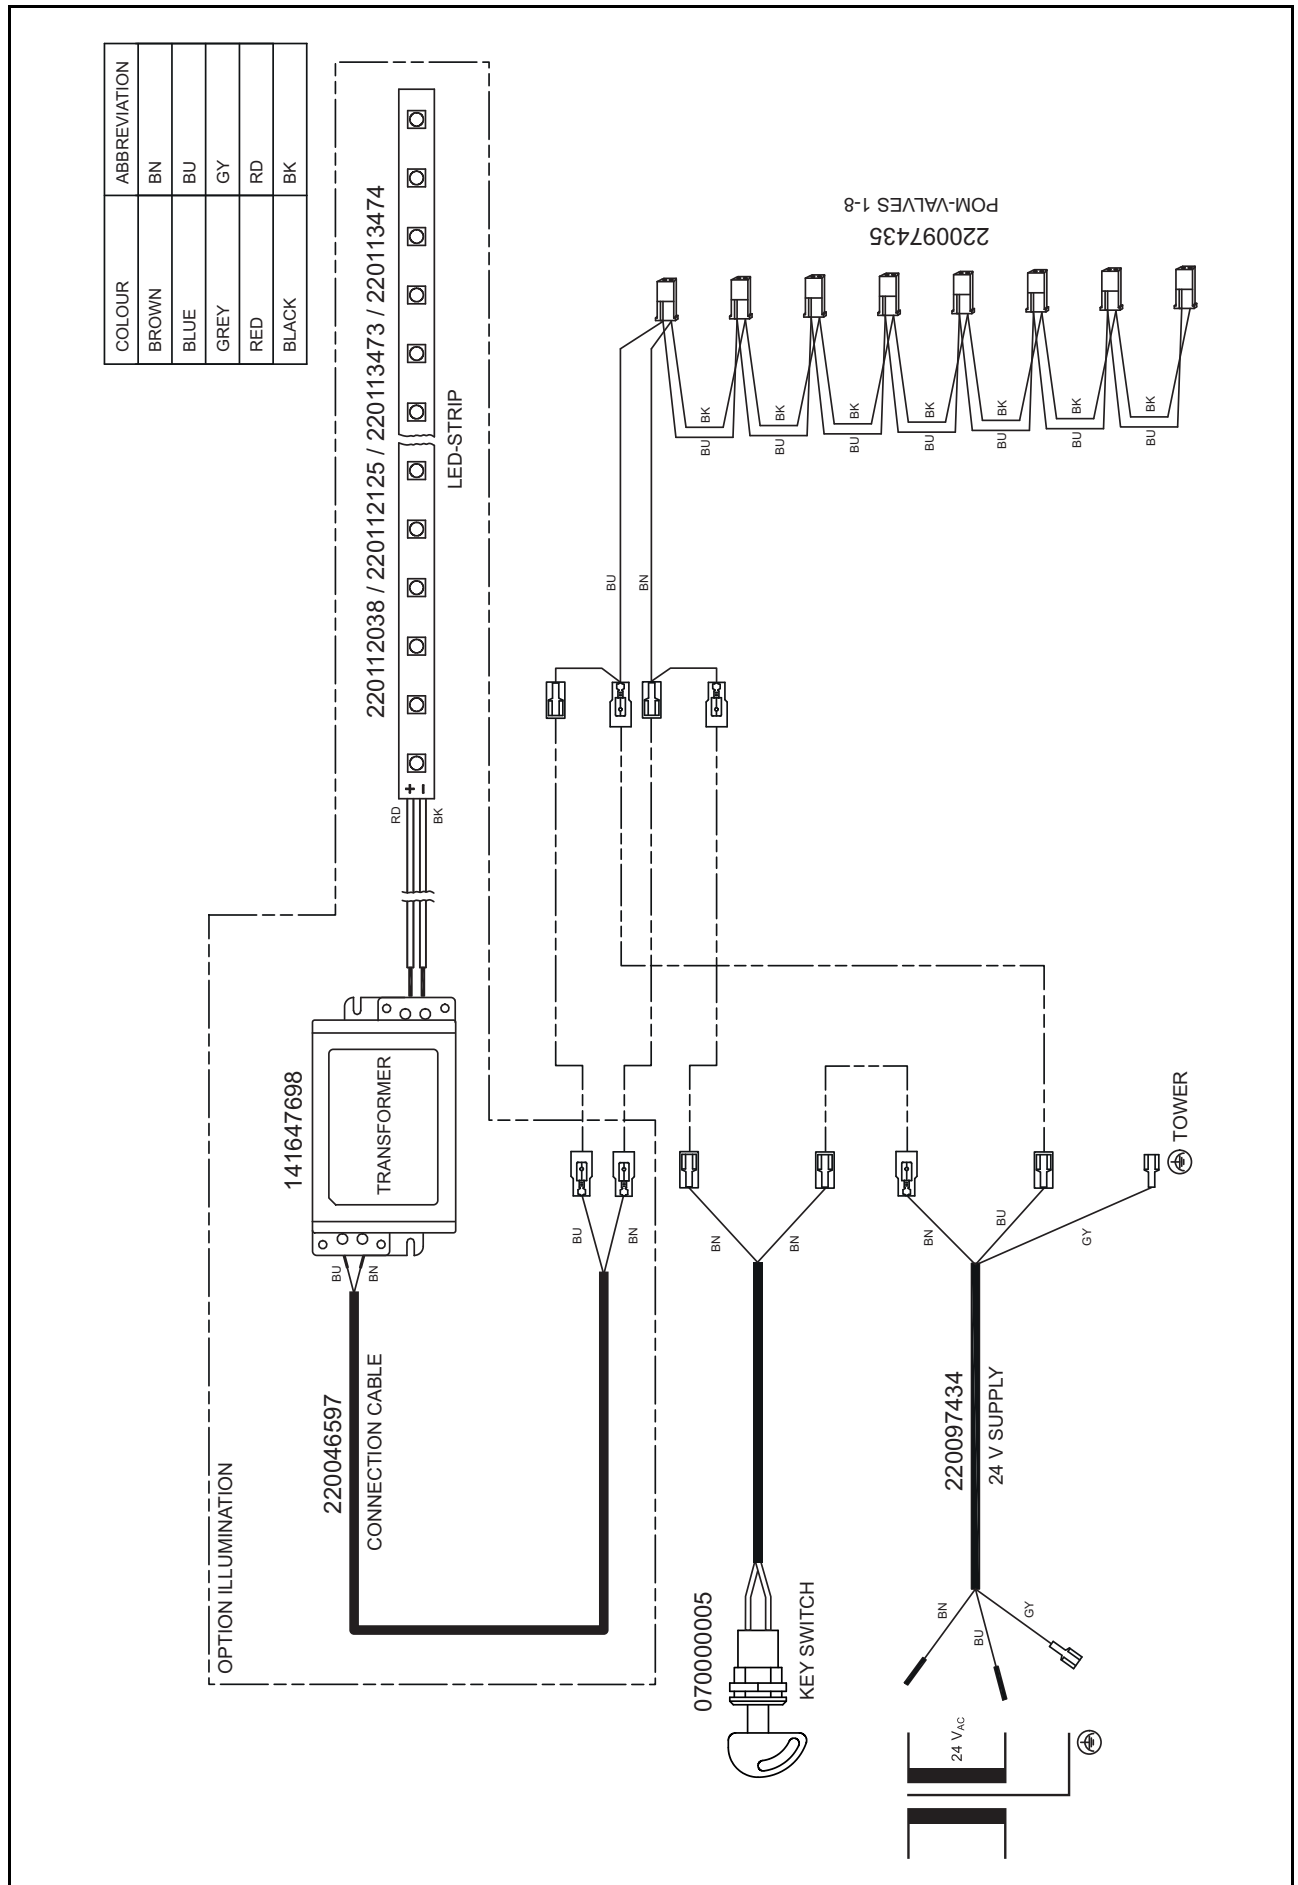 COLOUR ABBREVIATION
BROWN BN
BLUE BU
GREY GY
RED RD
BLACK BK
OPTION ILLUMINATION
220046597
CONNECTION CABLE
BU
BN
141647698
TRANSFORMER
RD
BK
+
–
220112038 / 220112125 / 220113473 / 220113474
LED-STRIP
BU
BN
070000005
KEY SWITCH
BN
BN
24 VAC
BN
BU
GY
220097434
24 V SUPPLY
BN
BU
GY
TOWER
BU
BN
BU BK
BU BK
BU BK
BU BK
BU BK
BU BK
BU BK
220097435
POM-VALVES 1-8